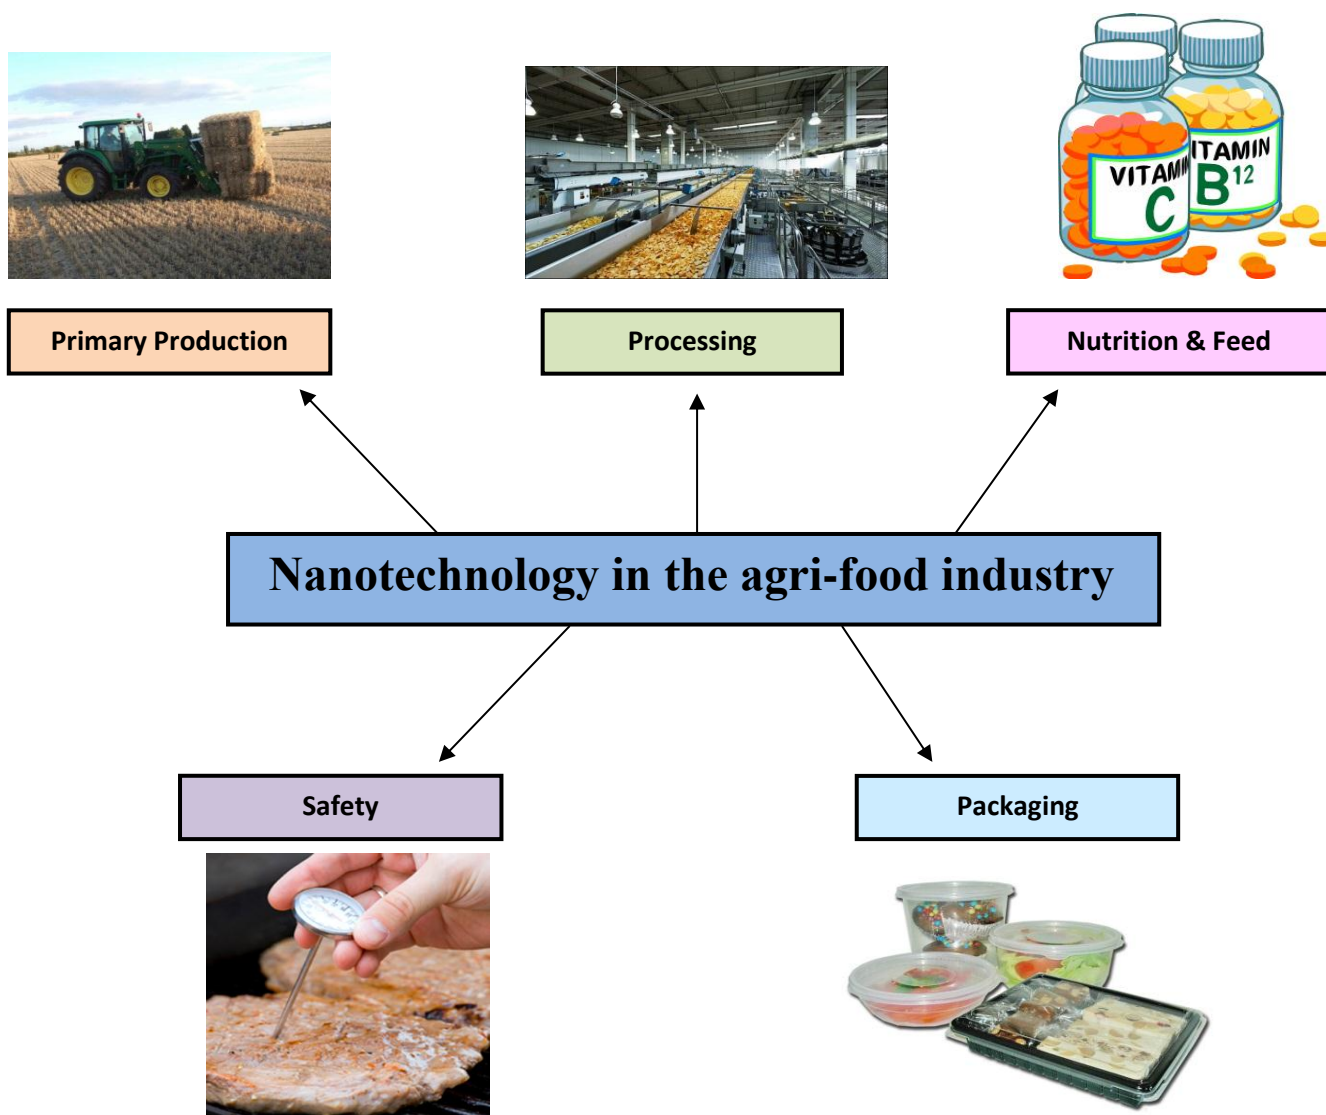 VITAMIN
C
VITAMIN
B12
Primary Production
Processing
Nutrition & Feed
Nanotechnology in the agri-food industry
Safety
Packaging